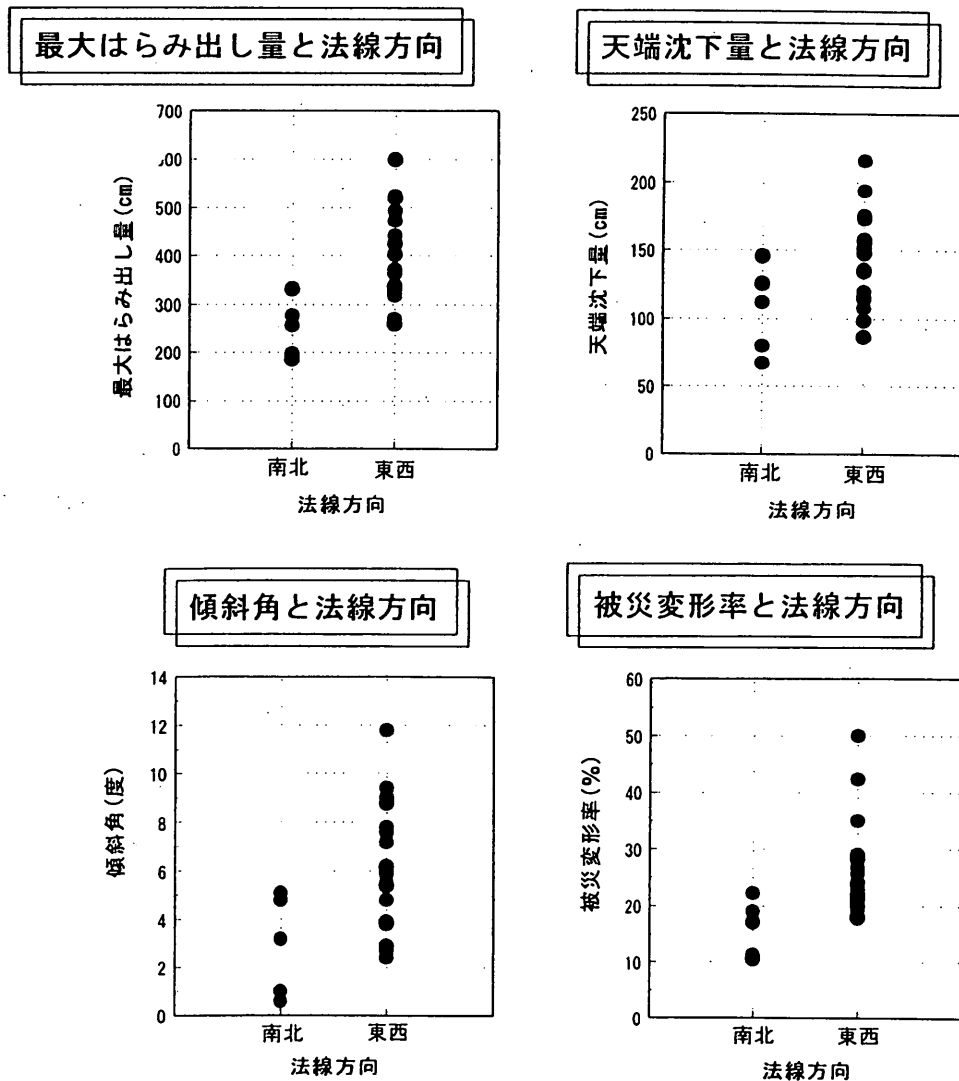 最大はらみ出し量と法線方向
最大はらみ出し量(cm)
700
600
500
400
300
200
100
0
南北
東西
法線方向
天端沈下量と法線方向
天端沈下量(cm)
250
200
150
100
50
0
南北
東西
法線方向
傾斜角と法線方向
傾斜角(度)
14
12
10
8
6
4
2
0
南北
東西
法線方向
被災変形率と法線方向
被災変形率(%)
60
50
40
30
20
10
0
南北
東西
法線方向